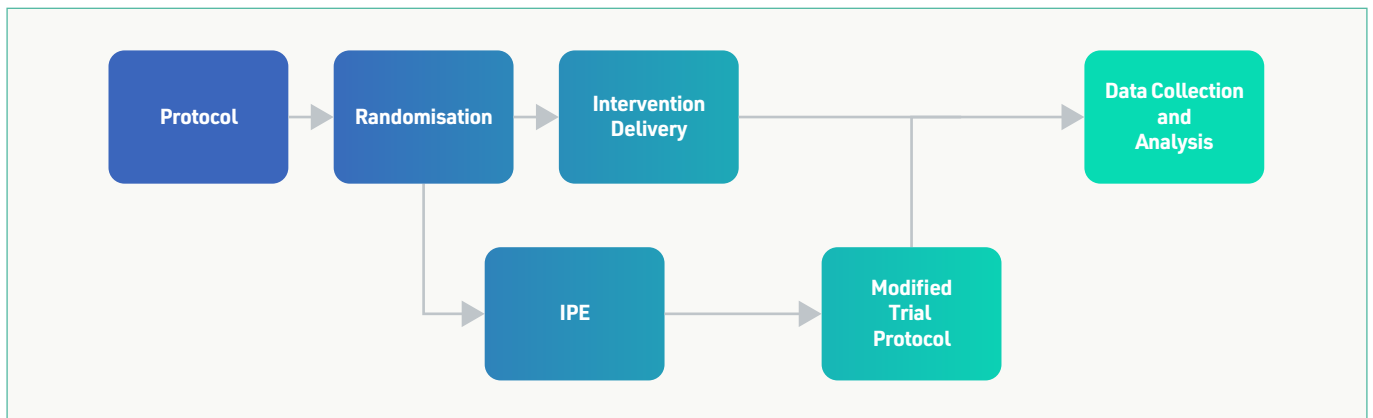 Protocol
Randomisation
Intervention
Delivery
Data Collection
and
Analysis
IPE
Modified
Trial
Protocol